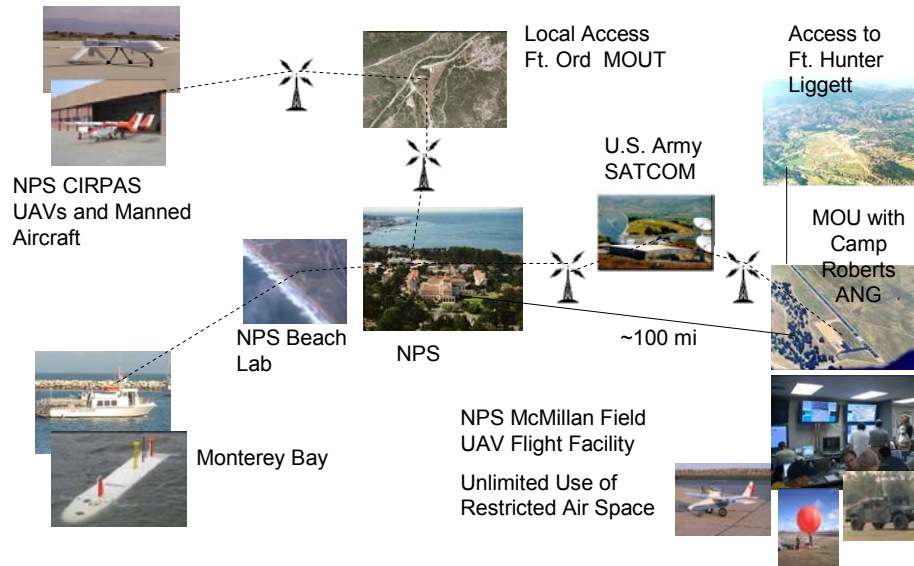 Local Access
Ft. Ord MOUT
Access to
Ft. Hunter
Liggett
U.S. Army
SATCOM
NPS CIRPAS
UAVs and Manned
Aircraft
MOU with
Camp
Roberts
ANG
NPS Beach
Lab
NPS
~100 mi
NPS McMillan Field
UAV Flight Facility
Monterey Bay
Unlimited Use of
Restricted Air Space